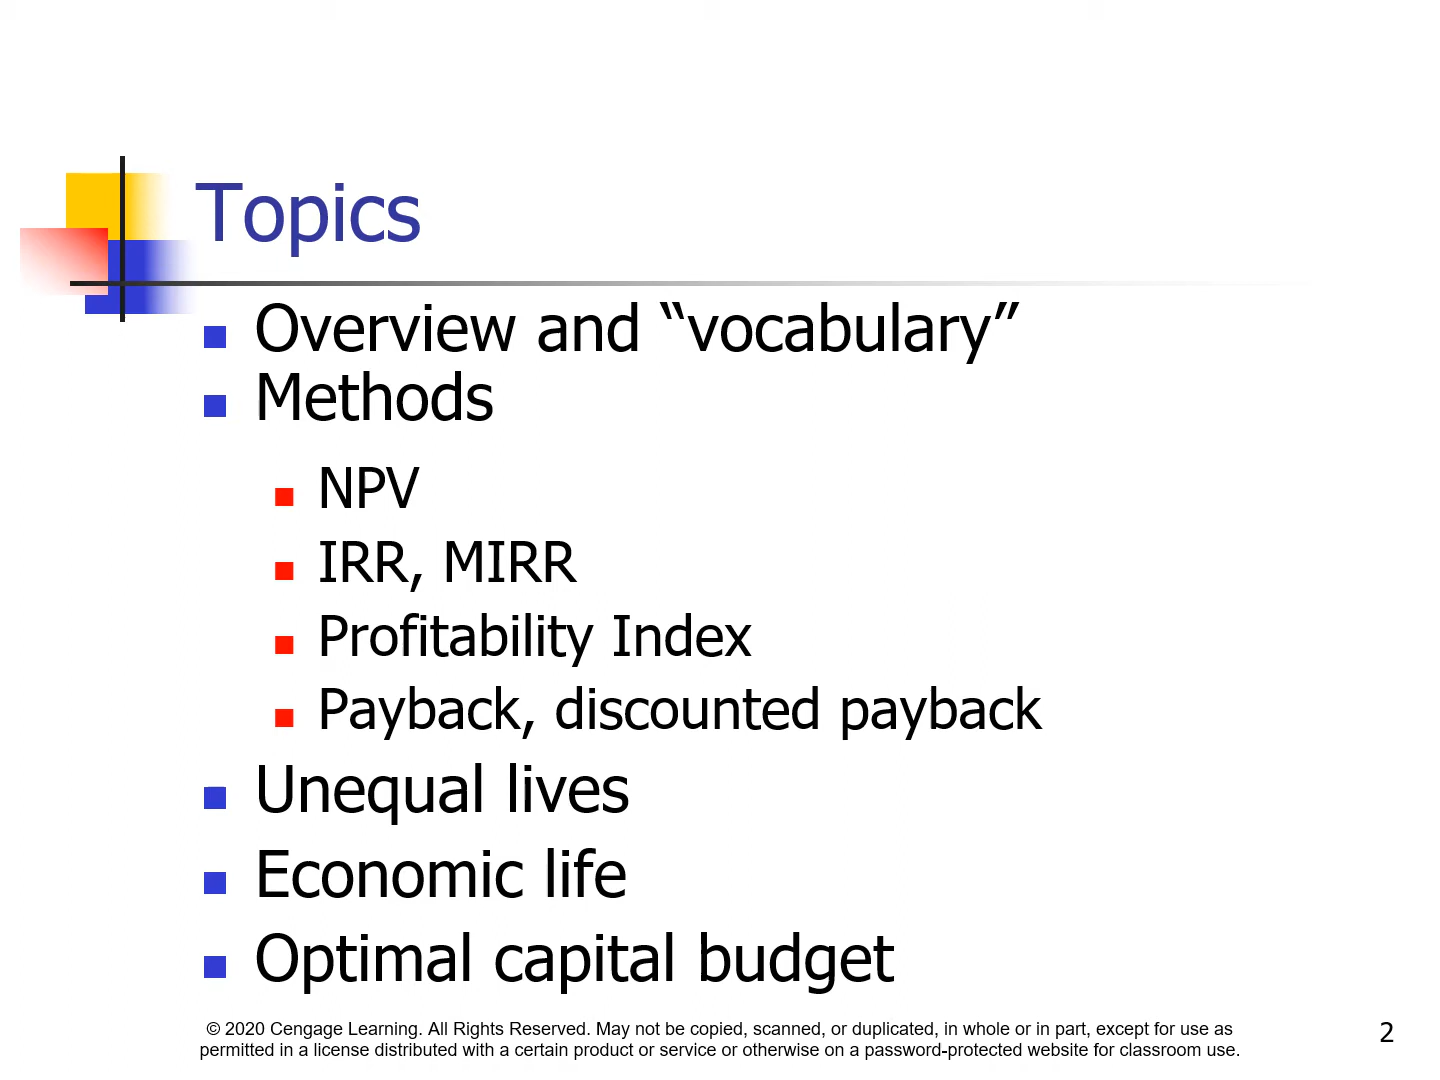 Topics
Overview and “vocabulary”
Methods
NPV
IRR, MIRR
Profitability Index
Payback, discounted payback
Unequal lives
Economic life
Optimal capital budget
© 2020 Cengage Learning. All Rights Reserved. May not be copied, scanned, or duplicated, in whole or in part, except for use as
permitted in a license distributed with a certain product or service or otherwise on a password-protected website for classroom use.
2